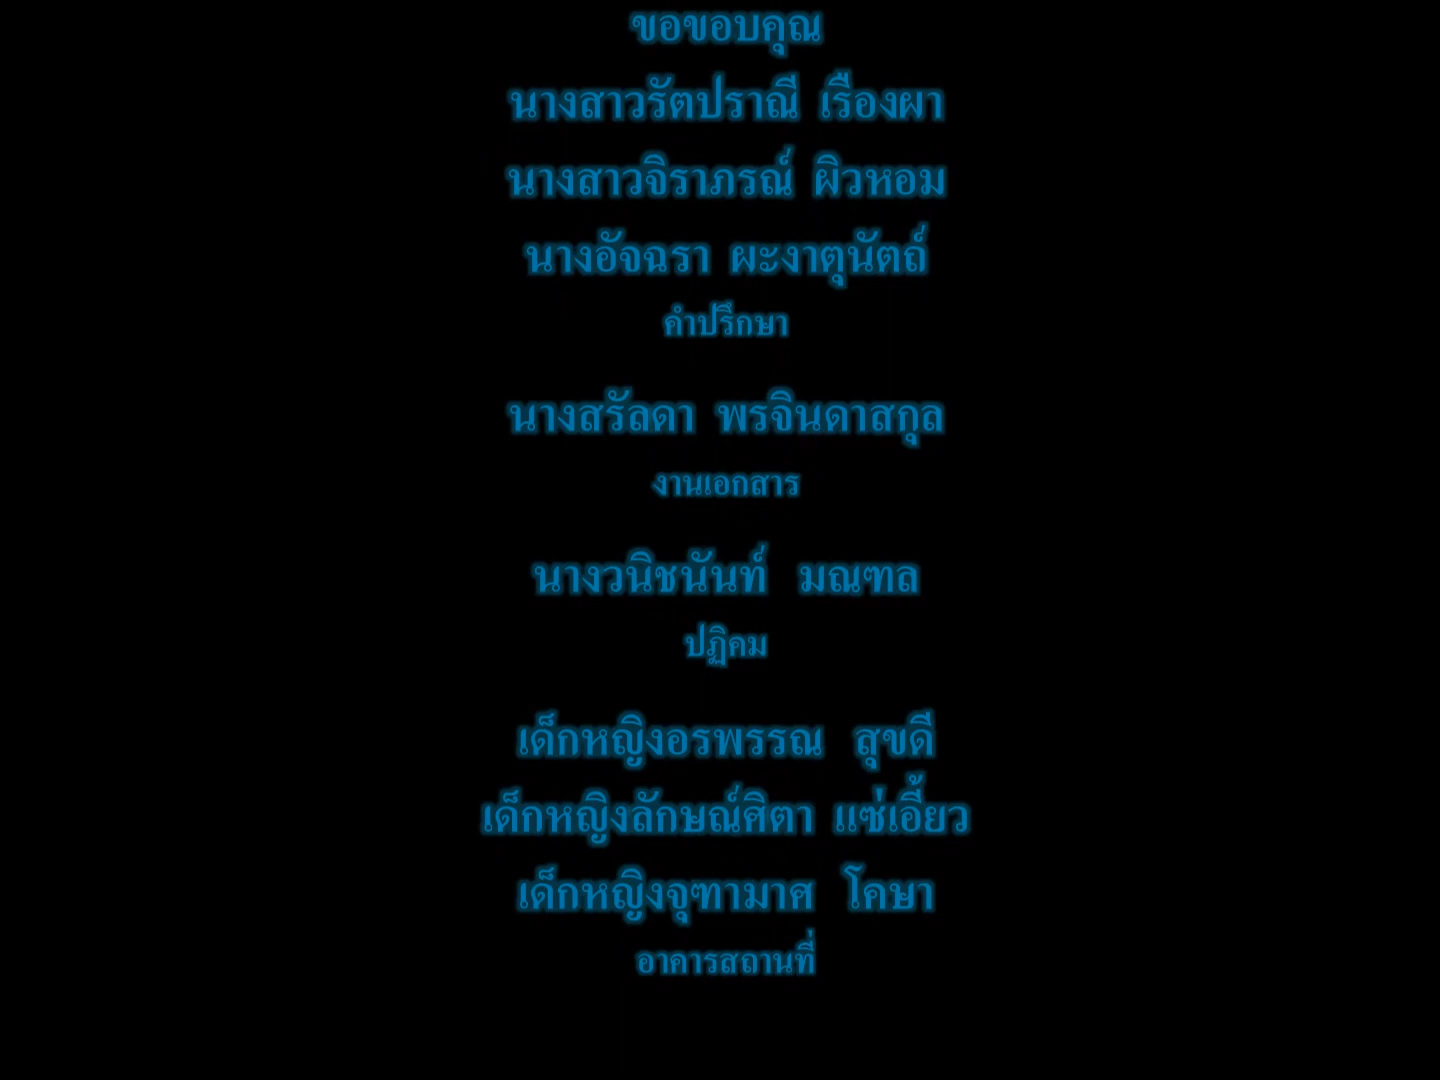 ขอขอบคุณ
นางสาวรัตปราณี เรืองผา
นางสาวจิราภรณ์ ผิวหอม
นางอัจฉรา ผะงาตุนัตถ์
คำปรึกษา
นางสรัลดา พรจินดาสกุล
งานเอกสาร
นางวนิชนันท์ มณฑล
ปฏิคม
เด็กหญิงอรพรรณ สุขดี
เด็กหญิงลักษณ์ศิตา แซ่เอี้ยว
เด็กหญิงจุฑามาศ โคษา
อาคารสถานที่